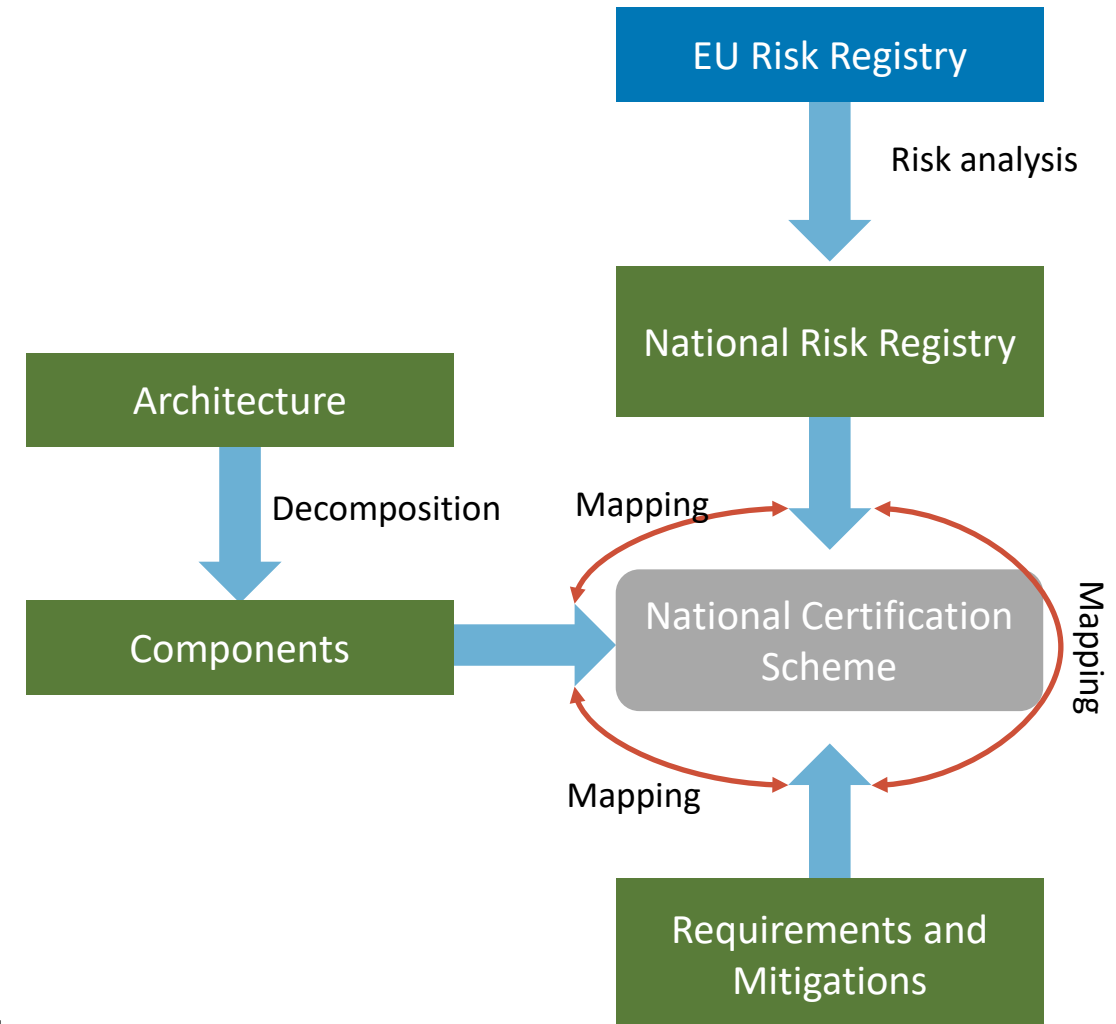 EU Risk Registry
Risk analysis
National Risk Registry
Architecture
Decomposition
Mapping
Components
National Certification
Scheme
Mapping
Mapping
Requirements and
Mitigations